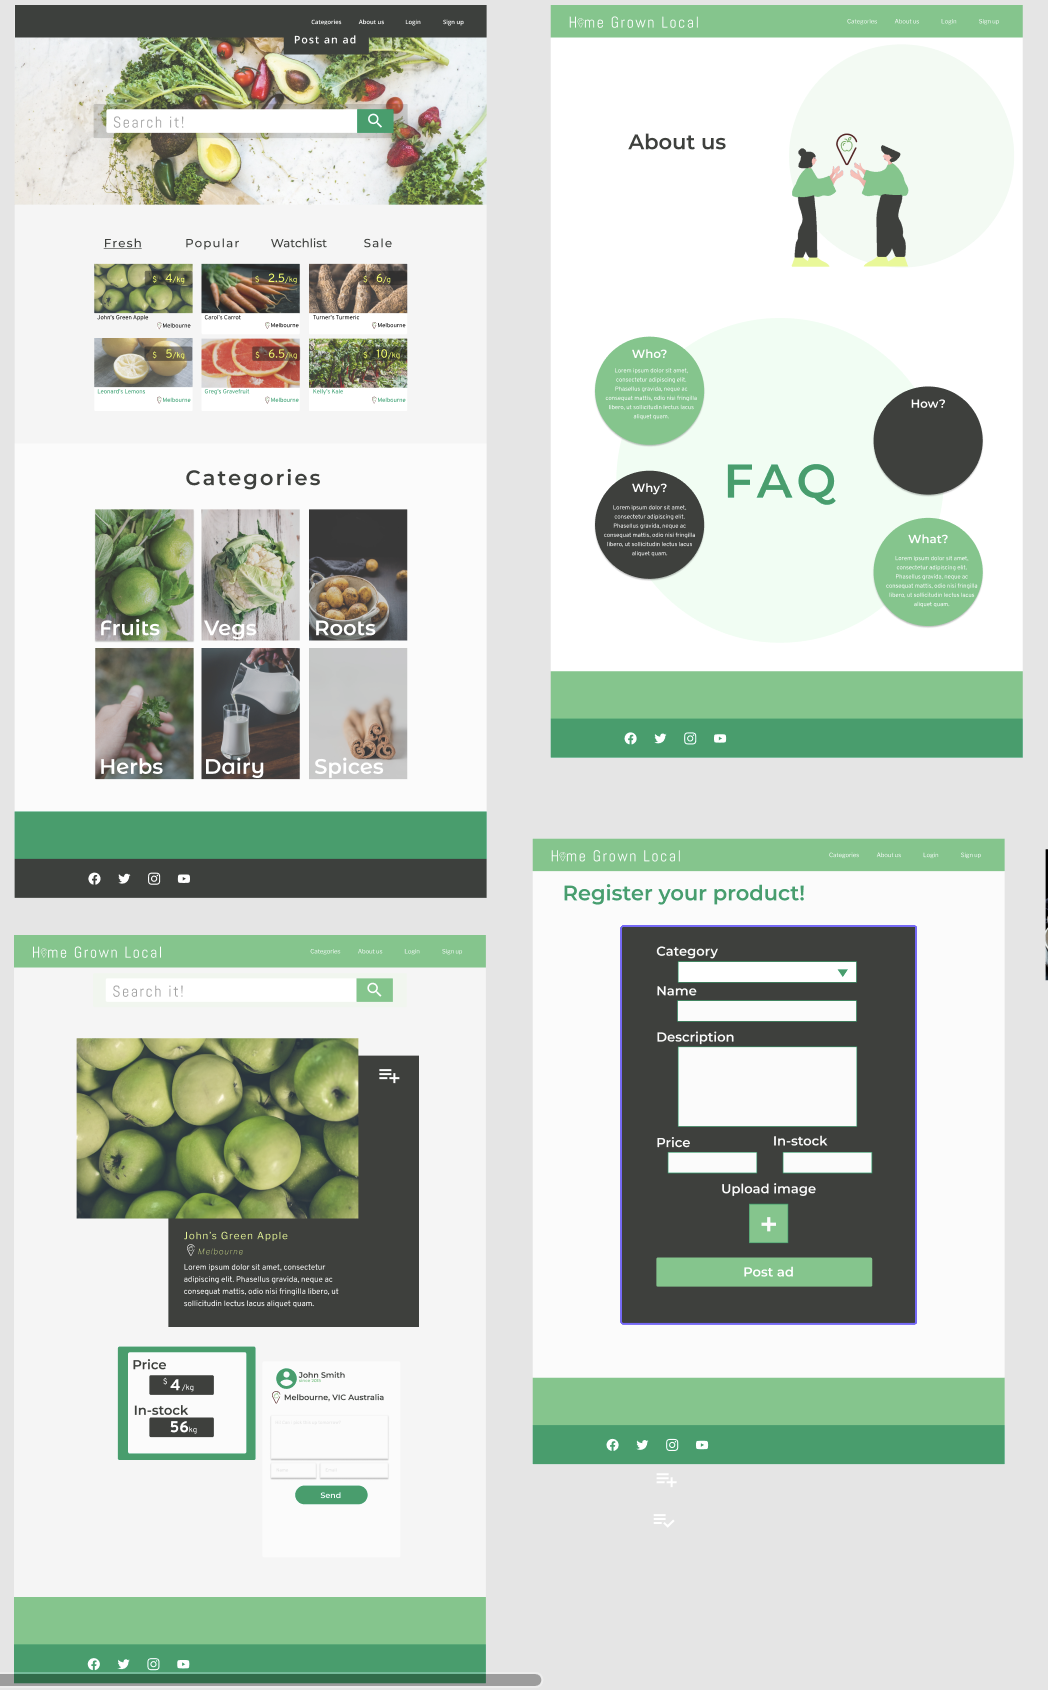 Categories About us Login Sign up
Post an ad
Search it!
Fresh Popular Watchlist Sale
$ 4/kg
John's Green Apple
Melbourne
$ 2.5/kg
Carol's Carrot
Melbourne
$ 6/g
Turner's Turmeric
Melbourne
$ 5/kg
Leonard's Lemons
Melbourne
$ 6.5/kg
Greg's Gravefruit
Melbourne
$ 10/kg
Kelly's Kale
Melbourne
Categories
Fruits Vegs Roots
Herbs Dairy Spices
Home Grown Local Categories About us Login Sign up
About us
Who?
Lorem ipsum dolor sit amet,
consectetur adipiscing elit.
Phasellus gravida, neque ac
consequat mattis, odio nisi fringilla
libero, ut sollicitudin lectus lacus
aliquet quam.
How?
FAQ
Why?
Lorem ipsum dolor sit amet,
consectetur adipiscing elit.
Phasellus gravida, neque ac
consequat mattis, odio nisi fringilla
libero, ut sollicitudin lectus lacus
aliquet quam.
What?
Lorem ipsum dolor sit amet,
consectetur adipiscing elit.
Phasellus gravida, neque ac
consequat mattis, odio nisi fringilla
libero, ut sollicitudin lectus lacus
aliquet quam.
Home Grown Local Categories About us Login Sign up
Search it!
John's Green Apple
Melbourne
Lorem ipsum dolor sit amet, consectetur
adipiscing elit. Phasellus gravida, neque ac
consequat mattis, odio nisi fringilla libero, ut
sollicitudin lectus lacus aliquet quam.
Price
$ 4 /kg
In-stock
56kg
John Smith
Melbourne, VIC Australia
Send
Home Grown Local Categories About us Login Sign up
Register your product!
Category
Name
Description
Price In-stock
Upload image
Post ad